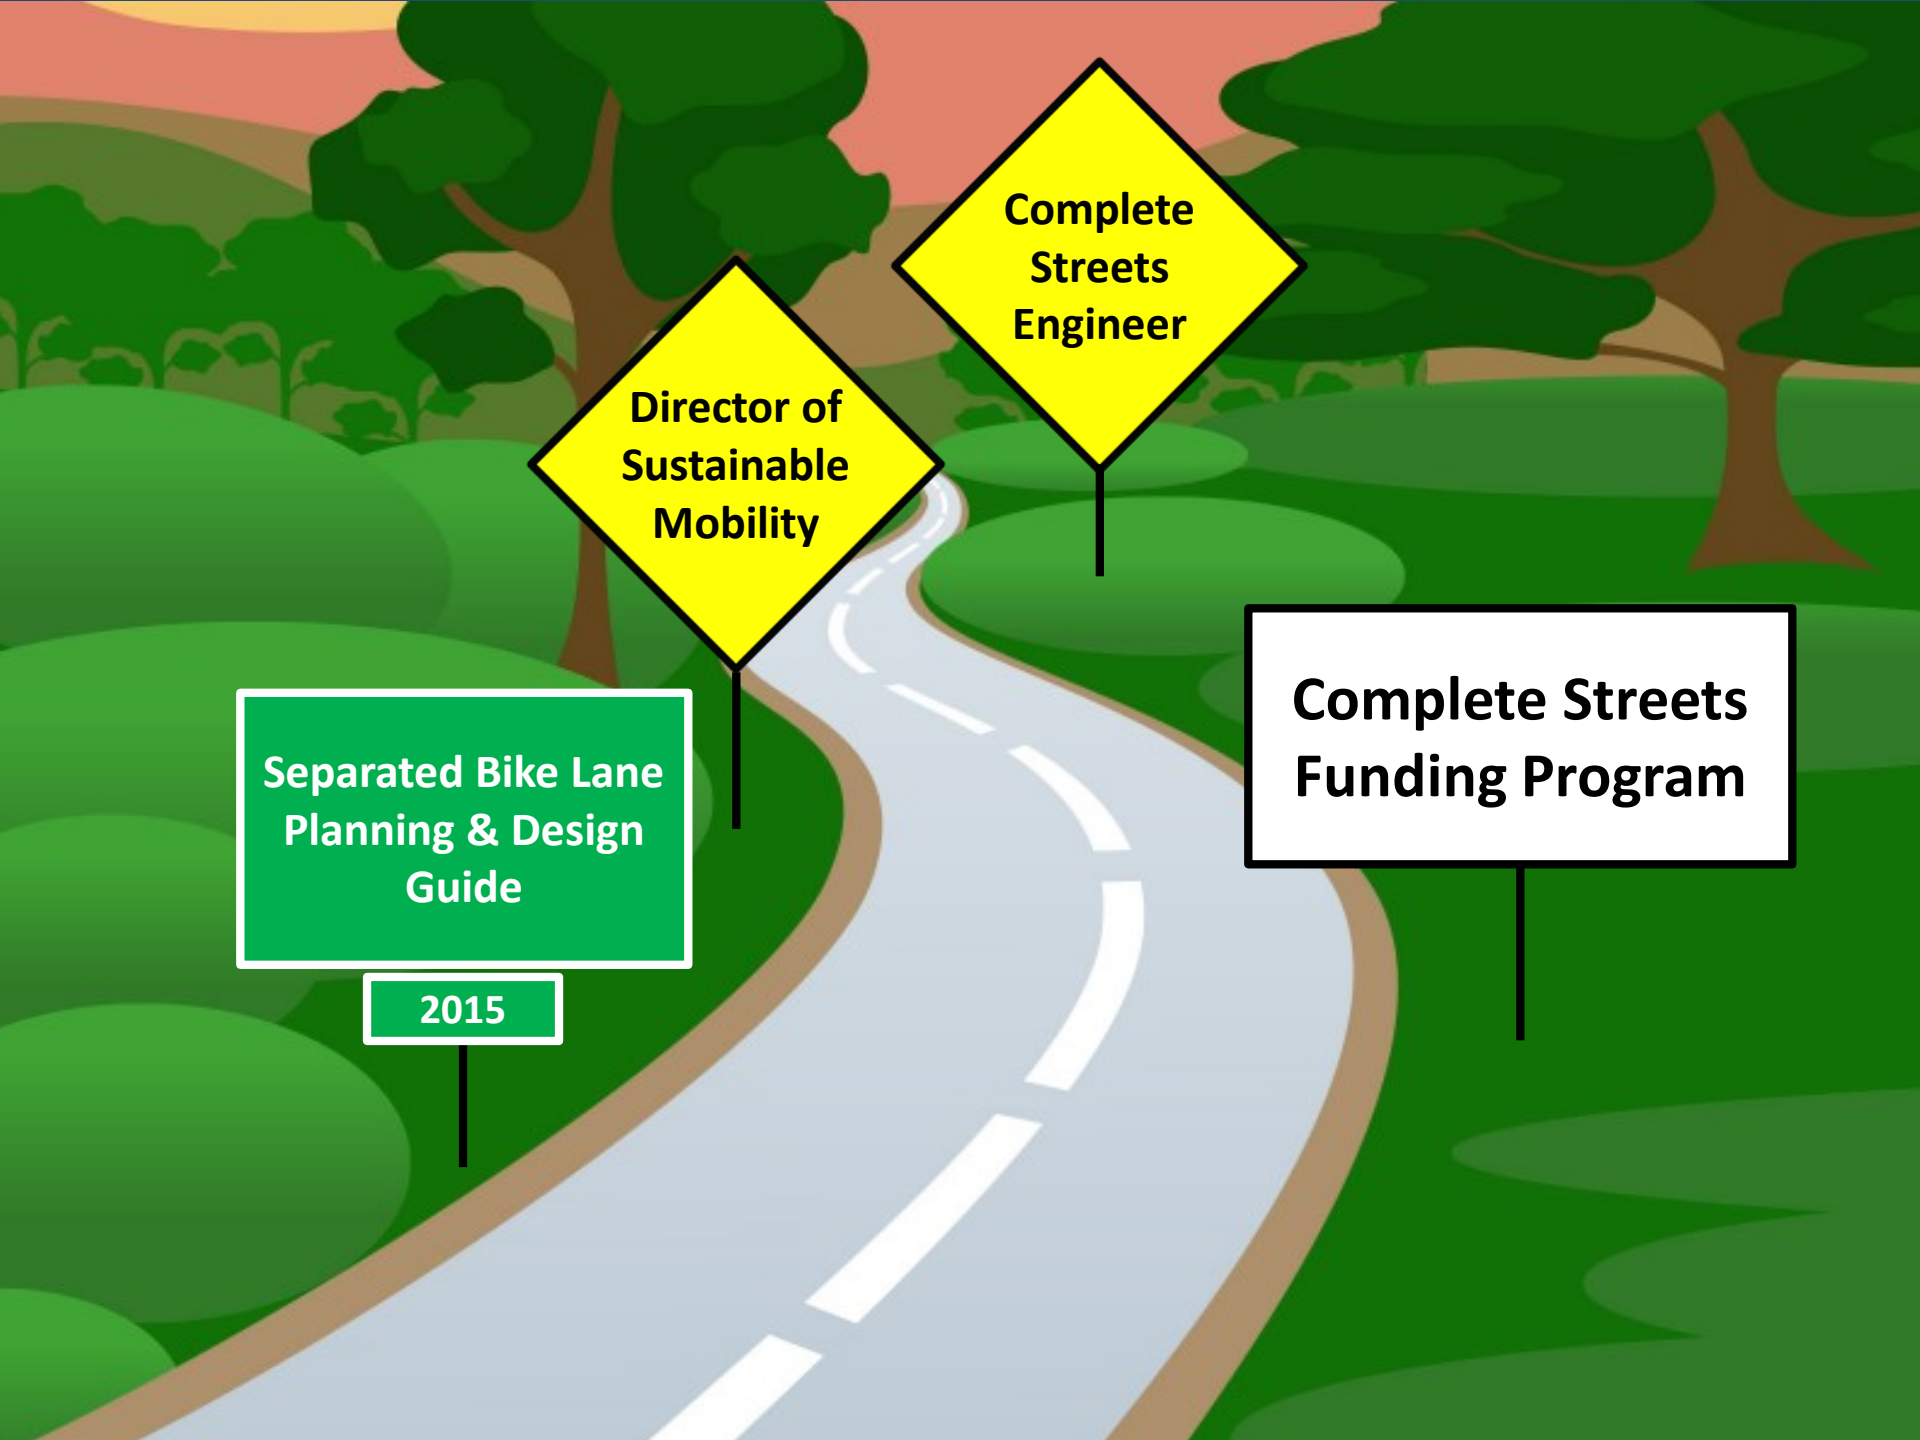 Complete
Streets
Engineer
Director of
Sustainable
Mobility
Separated Bike Lane
Planning & Design
Guide
2015
Complete Streets
Funding Program